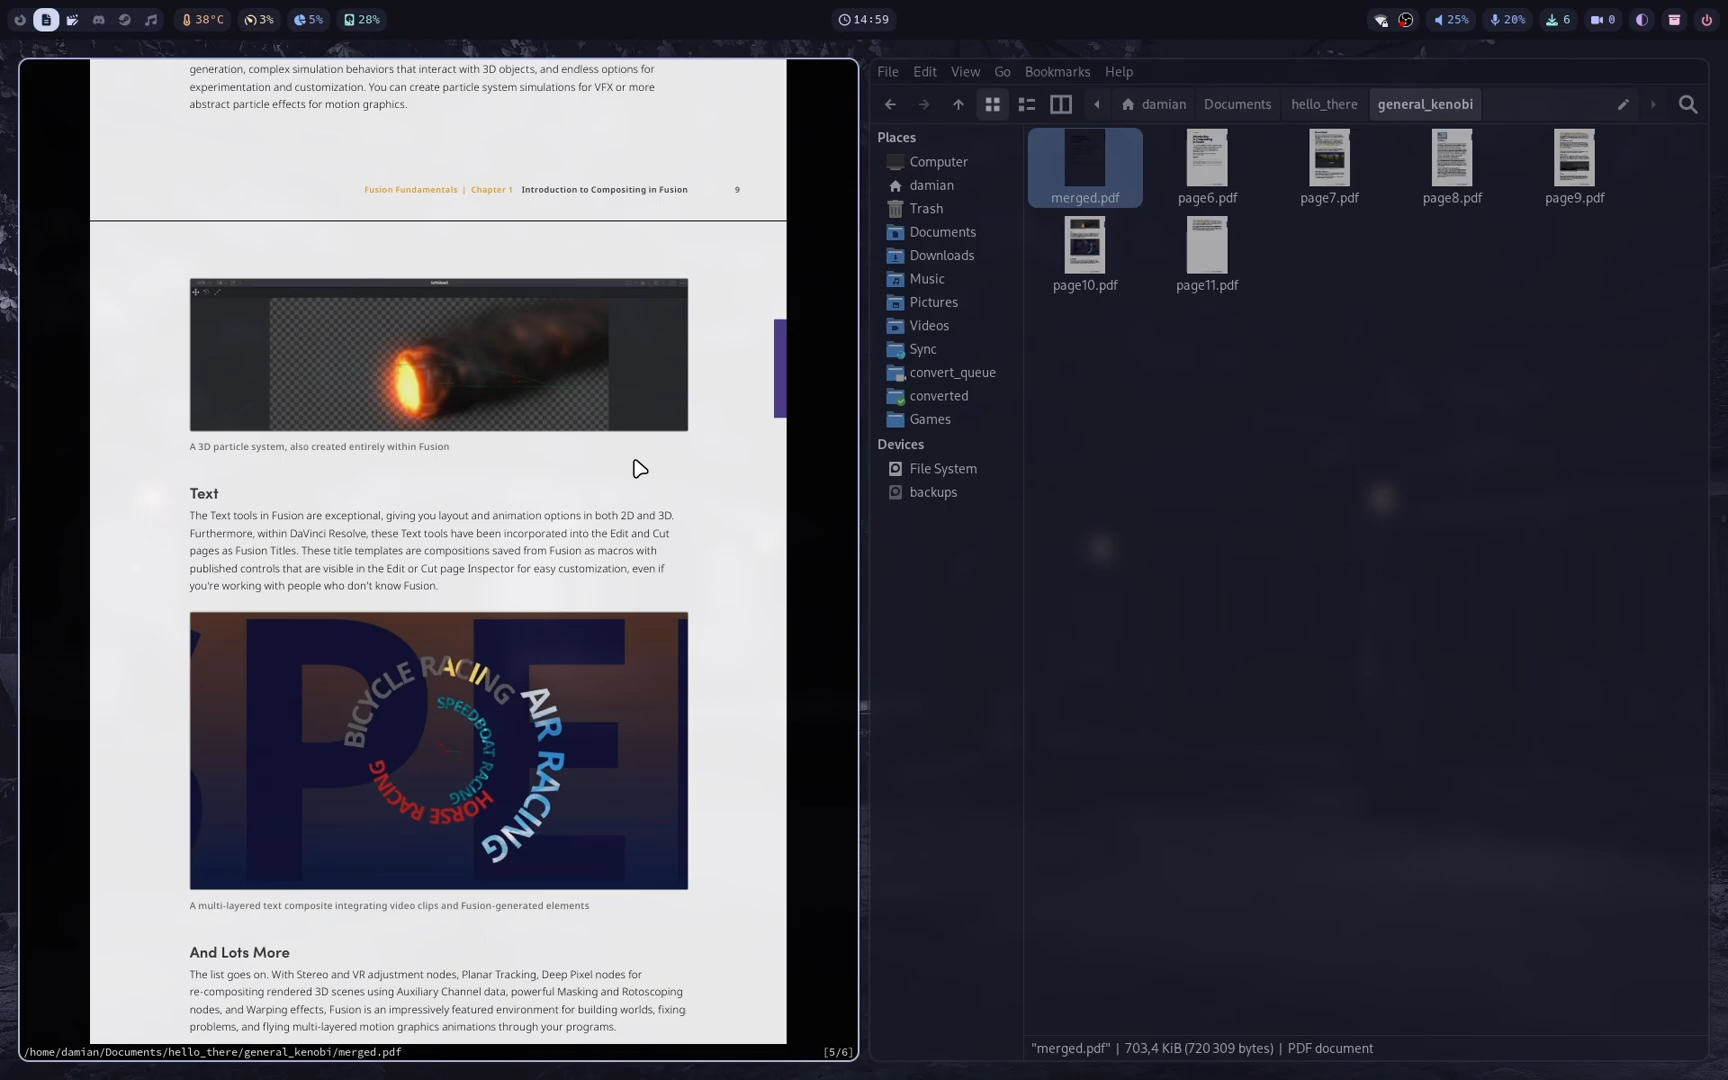 38°C
3%
5%
28%
14:59
25%
20%
6
0
generation, complex simulation behaviors that interact with 3D objects, and endless options for
experimentation and customization. You can create particle system simulations for VFX or more
abstract particle effects for motion graphics.
Fusion Fundamentals | Chapter 1 Introduction to Compositing in Fusion 9
A 3D particle system, also created entirely within Fusion
Text
The Text tools in Fusion are exceptional, giving you layout and animation options in both 2D and 3D.
Furthermore, within DaVinci Resolve, these Text tools have been incorporated into the Edit and Cut
pages as Fusion Titles. These title templates are compositions saved from Fusion as macros with
published controls that are visible in the Edit or Cut page Inspector for easy customization, even if
you're working with people who don't know Fusion.
SPE
BICYCLE RACING
AIR RACING
SPEEDBOAT RACING
HORSE RACING
A multi-layered text composite integrating video clips and Fusion-generated elements
And Lots More
The list goes on. With Stereo and VR adjustment nodes, Planar Tracking, Deep Pixel nodes for
re-compositing rendered 3D scenes using Auxiliary Channel data, powerful Masking and Rotoscoping
nodes, and Warping effects, Fusion is an impressively featured environment for building worlds, fixing
problems, and flying multi-layered motion graphics animations through your programs.
/home/damian/Documents/hello_there/general_kenobi/merged.pdf [5/6]
File Edit View Go Bookmarks Help
damian Documents hello_there general_kenobi
Places
Computer
damian
Trash
Documents
Downloads
Music
Pictures
Videos
Sync
convert_queue
converted
Games
Devices
File System
backups
merged.pdf
page6.pdf
page7.pdf
page8.pdf
page9.pdf
page10.pdf
page11.pdf
"merged.pdf" | 703,4 KiB (720 309 bytes) | PDF document